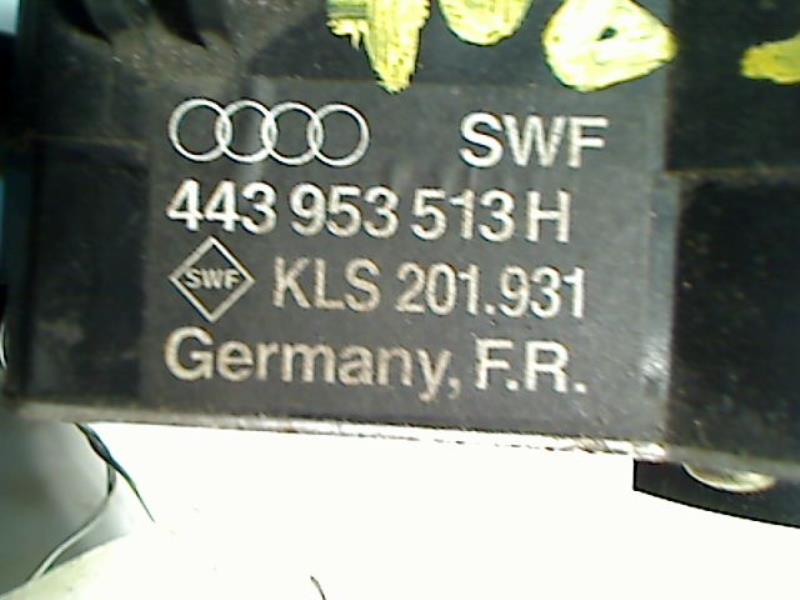 SWF
443 953 513 H
SWF KLS 201.931
Germany, F.R.